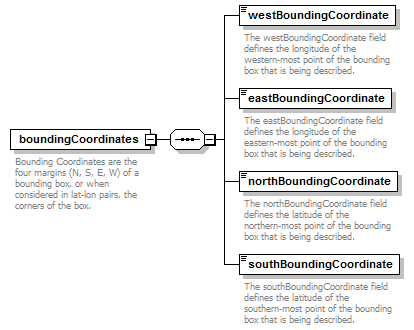 westBoundingCoordinate
The westBoundingCoordinate field
defines the longitude of the
western-most point of the bounding
box that is being described.
eastBoundingCoordinate
The eastBoundingCoordinate field
defines the longitude of the
eastern-most point of the bounding
box that is being described.
boundingCoordinates
Bounding Coordinates are the
four margins (N, S, E, W) of a
bounding box, or when
considered in lat-lon pairs, the
corners of the box.
northBoundingCoordinate
The northBoundingCoordinate field
defines the latitude of the
northern-most point of the bounding
box that is being described.
southBoundingCoordinate
The southBoundingCoordinate field
defines the latitude of the
southern-most point of the bounding
box that is being described.